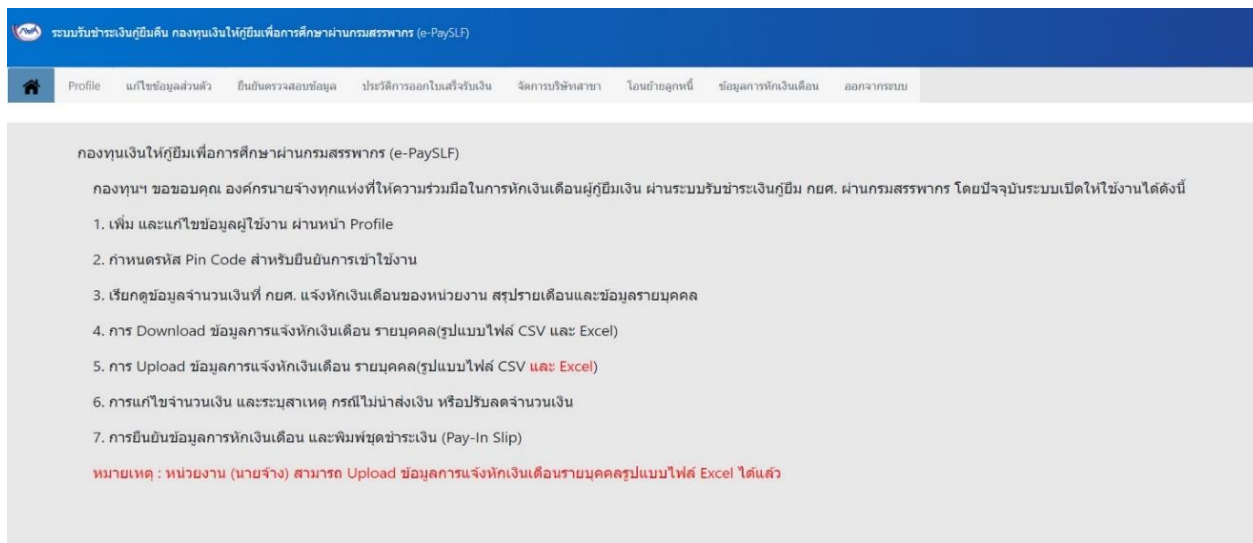 ระบบรับชำระเงินกู้ยืมคืน กองทุนเงินให้กู้ยืมเพื่อการศึกษาผ่านกรมสรรพากร (e-PaySLF)
Profile แก้ไขข้อมูลส่วนตัว ยืนยันตรวจสอบข้อมูล ประวัติการออกใบเสร็จรับเงิน จัดการบริษัทสาขา โอนย้ายลูกหนี้ ข้อมูลการหักเงินเดือน ออกจากระบบ
กองทุนเงินให้กู้ยืมเพื่อการศึกษาผ่านกรมสรรพากร (e-PaySLF)
กองทุนฯ ขอขอบคุณ องค์กรนายจ้างทุกแห่งที่ให้ความร่วมมือในการหักเงินเดือนผู้กู้ยืมเงิน ผ่านระบบรับชำระเงินกู้ยืม กยศ. ผ่านกรมสรรพากร โดยปัจจุบันระบบเปิดให้ใช้งานได้ดังนี้
1. เพิ่ม และแก้ไขข้อมูลผู้ใช้งาน ผ่านหน้า Profile
2. กำหนดรหัส Pin Code สำหรับยืนยันการเข้าใช้งาน
3. เรียกดูข้อมูลจำนวนเงินที่ กยศ. แจ้งหักเงินเดือนของหน่วยงาน สรุปรายเดือนและข้อมูลรายบุคคล
4. การ Download ข้อมูลการแจ้งหักเงินเดือน รายบุคคล(รูปแบบไฟล์ CSV และ Excel)
5. การ Upload ข้อมูลการแจ้งหักเงินเดือน รายบุคคล(รูปแบบไฟล์ CSV และ Excel)
6. การแก้ไขจำนวนเงิน และระบุสาเหตุ กรณีไม่นำส่งเงิน หรือปรับลดจำนวนเงิน
7. การยืนยันข้อมูลการหักเงินเดือน และพิมพ์ชุดชำระเงิน (Pay-In Slip)
หมายเหตุ : หน่วยงาน (นายจ้าง) สามารถ Upload ข้อมูลการแจ้งหักเงินเดือนรายบุคคลรูปแบบไฟล์ Excel ได้แล้ว